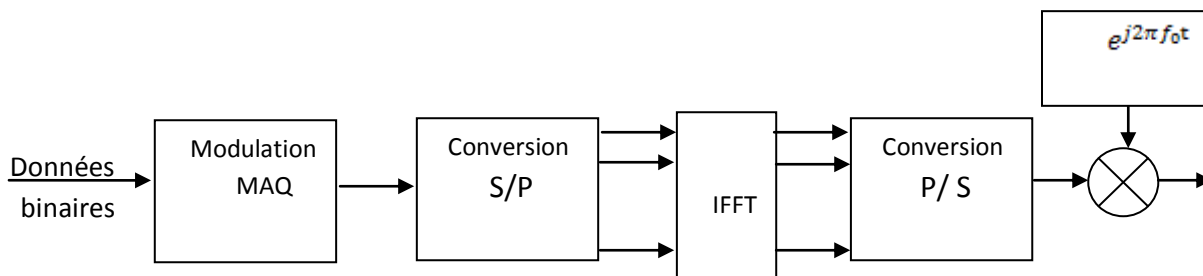 e^{j2πf₀t}
Données
binaires
Modulation
MAQ
Conversion
S/P
IFFT
Conversion
P/ S